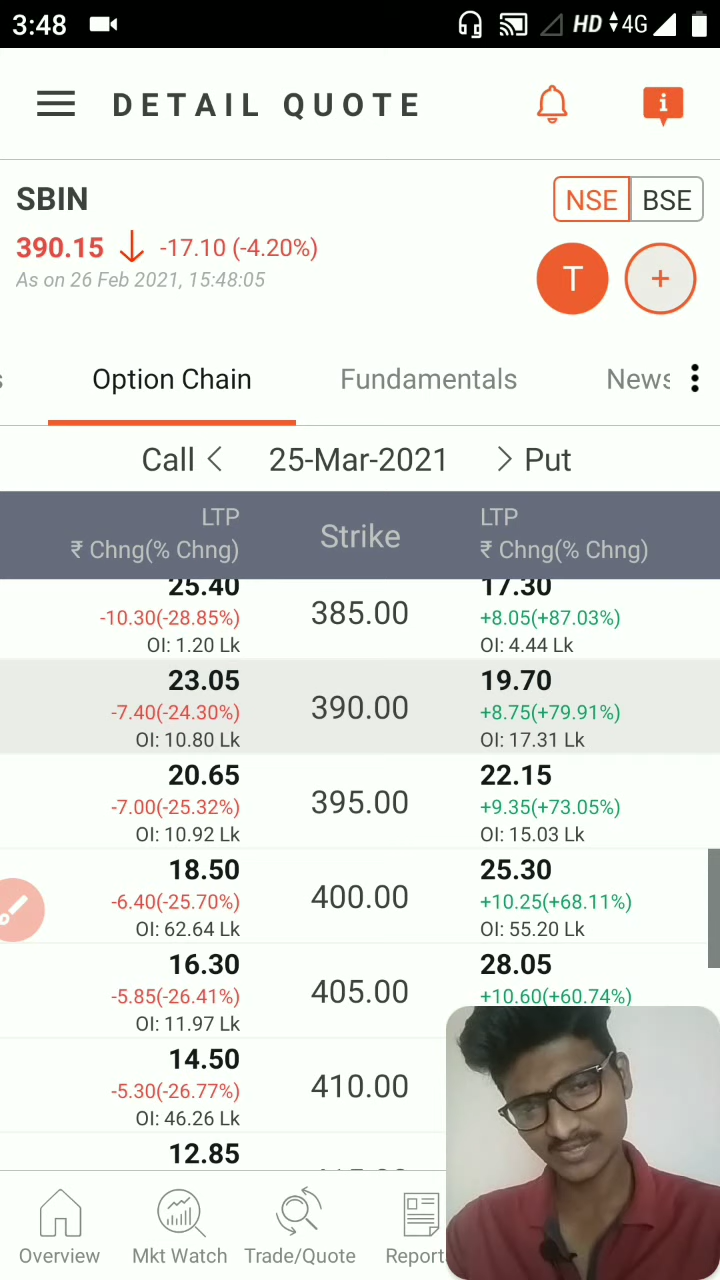 3:48 HD 4G
DETAIL QUOTE
SBIN NSE BSE
390.15 -17.10 (-4.20%)
As on 26 Feb 2021, 15:48:05
T +
Option Chain Fundamentals News
Call < 25-Mar-2021 > Put
LTP Strike LTP
₹ Chng(% Chng) ₹ Chng(% Chng)
25.40 385.00 17.30
-10.30(-28.85%) +8.05(+87.03%)
OI: 1.20 Lk OI: 4.44 Lk
23.05 390.00 19.70
-7.40(-24.30%) +8.75(+79.91%)
OI: 10.80 Lk OI: 17.31 Lk
20.65 395.00 22.15
-7.00(-25.32%) +9.35(+73.05%)
OI: 10.92 Lk OI: 15.03 Lk
18.50 400.00 25.30
-6.40(-25.70%) +10.25(+68.11%)
OI: 62.64 Lk OI: 55.20 Lk
16.30 405.00 28.05
-5.85(-26.41%) +10.60(+60.74%)
OI: 11.97 Lk
14.50 410.00
-5.30(-26.77%)
OI: 46.26 Lk
12.85
Overview Mkt Watch Trade/Quote Report